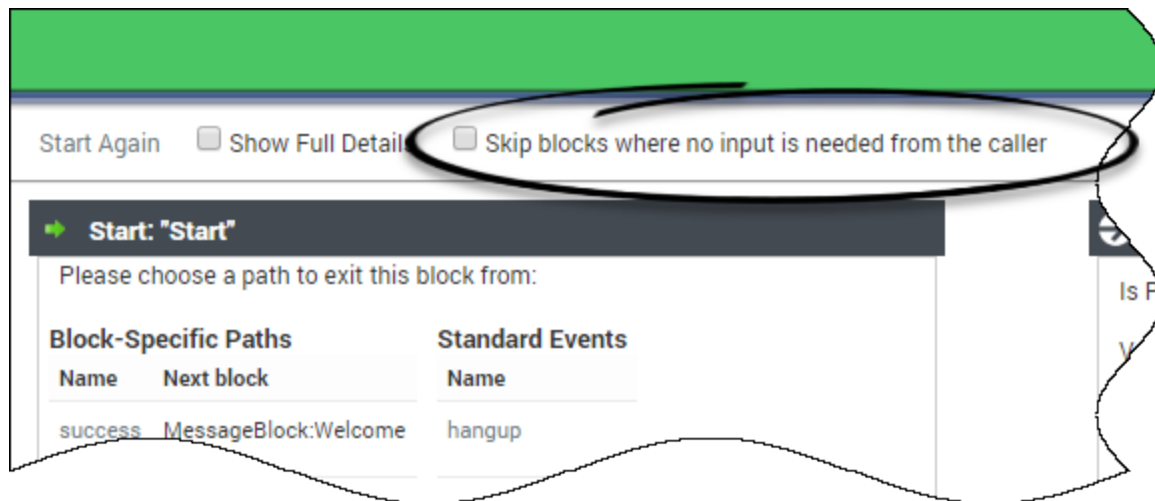 Start Again Show Full Details Skip blocks where no input is needed from the caller
Start: "Start"
Please choose a path to exit this block from:
Is
Block-Specific Paths Standard Events
Name Next block Name
success MessageBlock:Welcome hangup